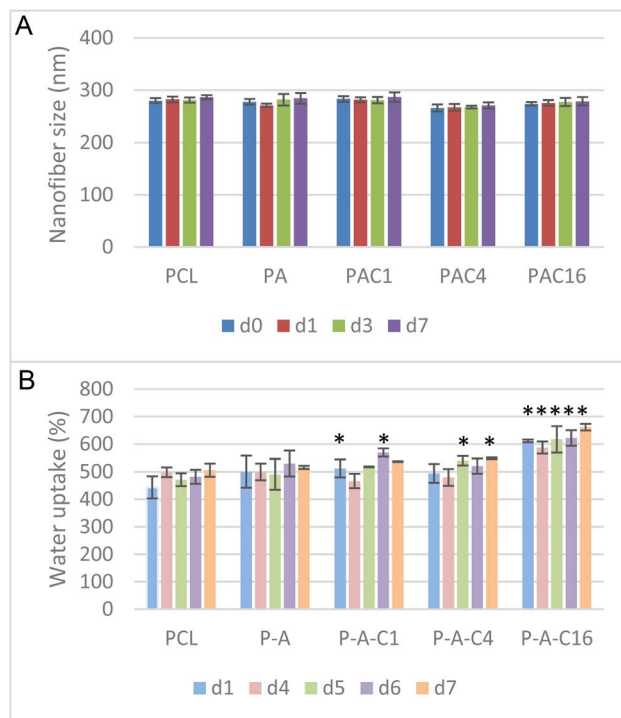 A
400
300
200
100
0
Nanofiber size (nm)
PCL PA PAC1 PAC4 PAC16
d0 d1 d3 d7
B
800
700
600
500
400
300
200
100
0
Water uptake (%)
* * * * * * * * *
PCL P-A P-A-C1 P-A-C4 P-A-C16
d1 d4 d5 d6 d7